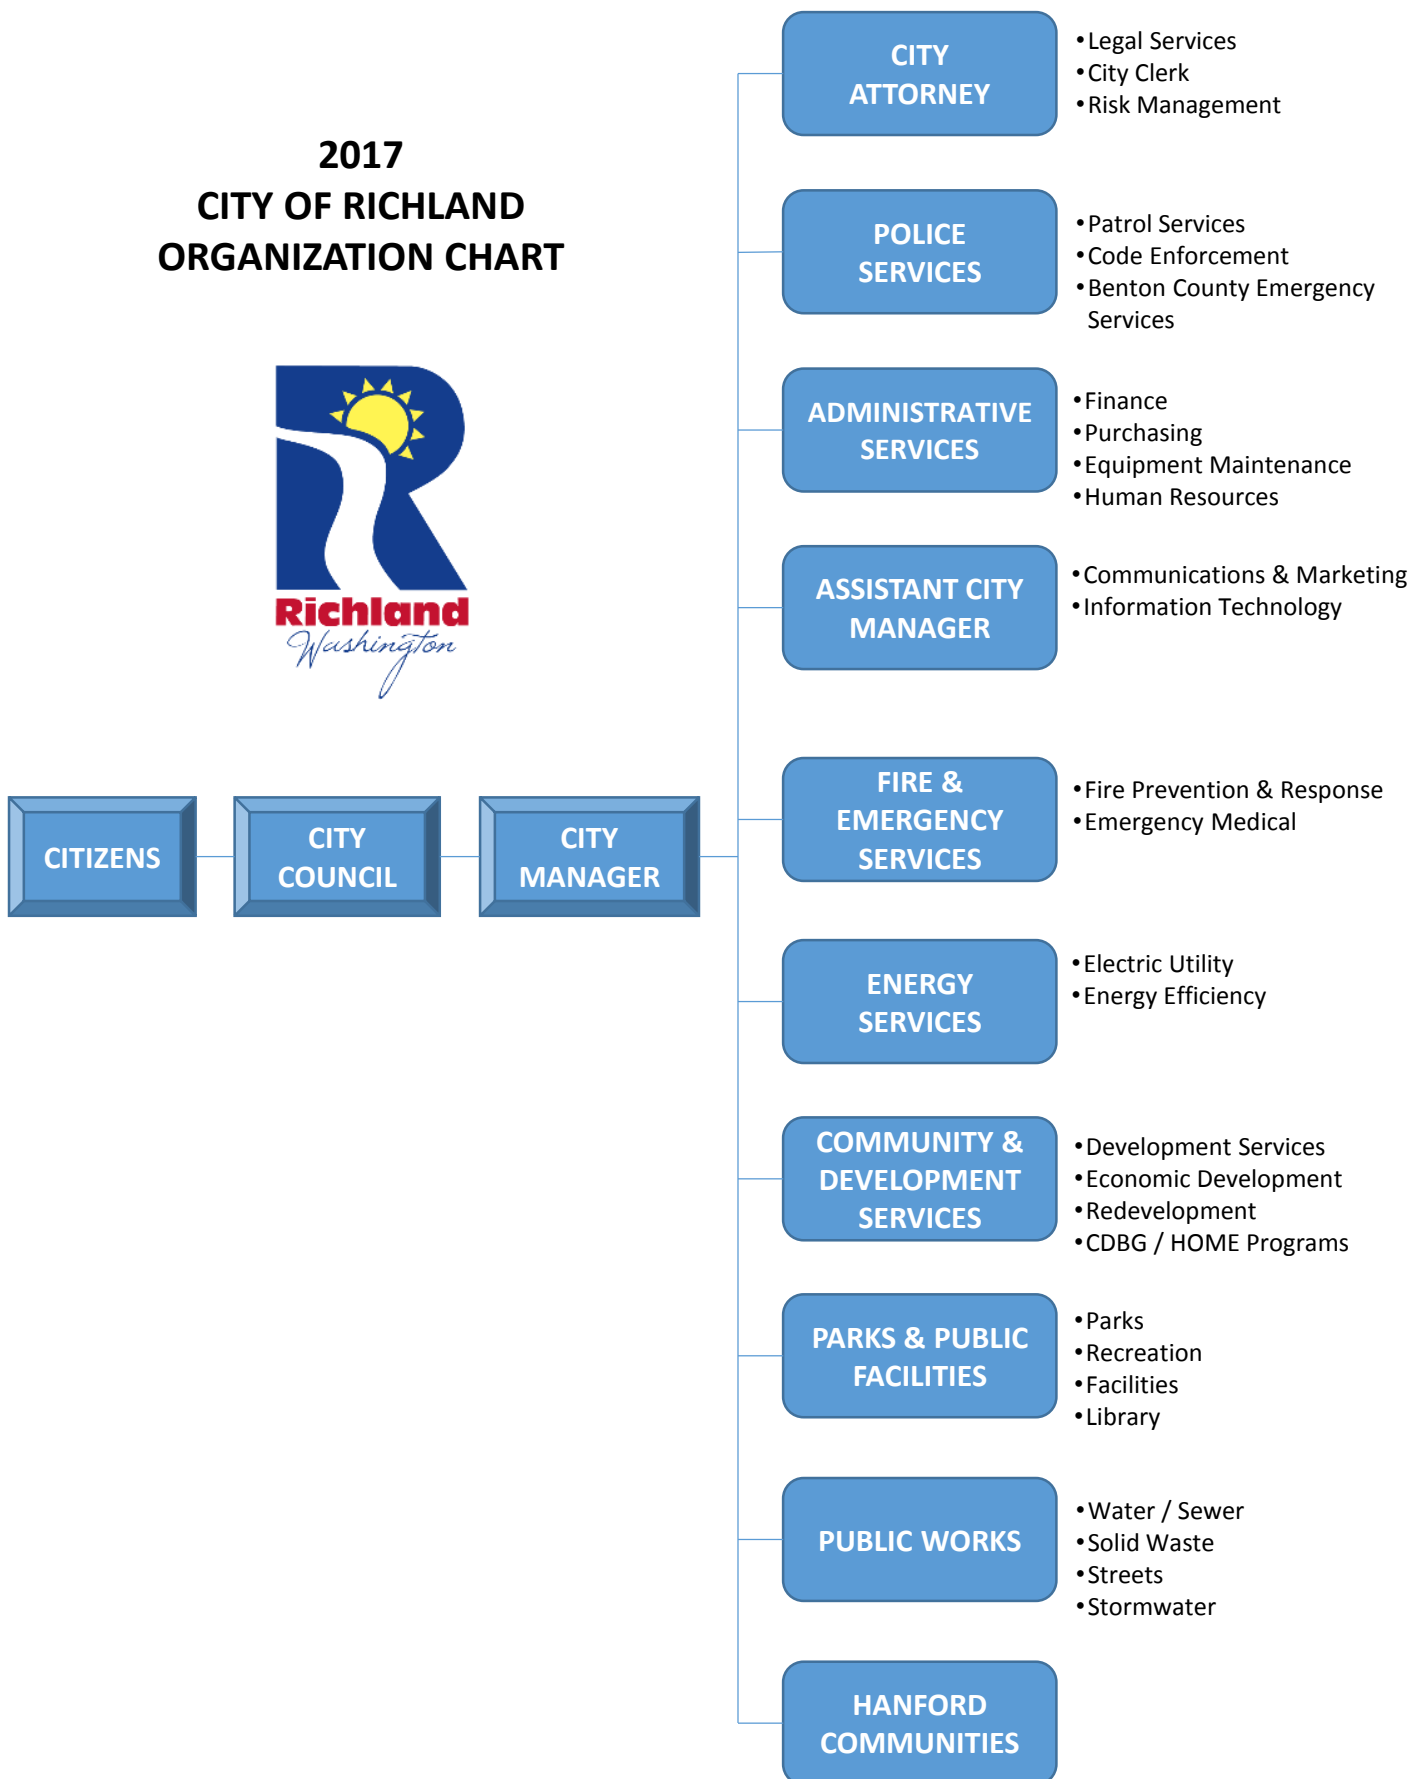 2017
CITY OF RICHLAND
ORGANIZATION CHART
Richland
Washington
CITIZENS
CITY
COUNCIL
CITY
MANAGER
CITY
ATTORNEY
•Legal Services
•City Clerk
•Risk Management
POLICE
SERVICES
•Patrol Services
•Code Enforcement
•Benton County Emergency
Services
ADMINISTRATIVE
SERVICES
•Finance
•Purchasing
•Equipment Maintenance
•Human Resources
ASSISTANT CITY
MANAGER
•Communications & Marketing
•Information Technology
FIRE &
EMERGENCY
SERVICES
•Fire Prevention & Response
•Emergency Medical
ENERGY
SERVICES
•Electric Utility
•Energy Efficiency
COMMUNITY &
DEVELOPMENT
SERVICES
•Development Services
•Economic Development
•Redevelopment
•CDBG / HOME Programs
PARKS & PUBLIC
FACILITIES
•Parks
•Recreation
•Facilities
•Library
PUBLIC WORKS
•Water / Sewer
•Solid Waste
•Streets
•Stormwater
HANFORD
COMMUNITIES